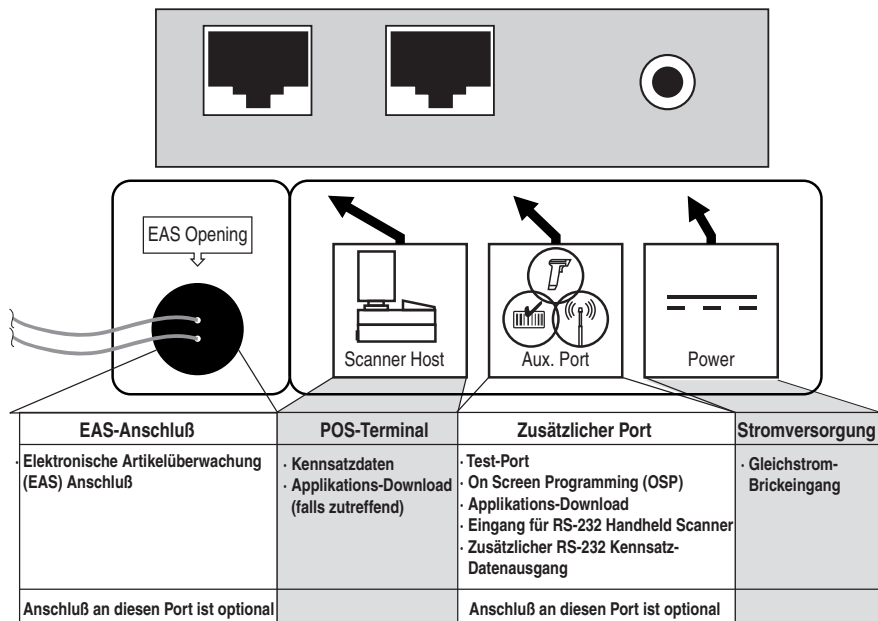 EAS Opening
Scanner Host
Aux. Port
Power
EAS-Anschluß
· Elektronische Artikelüberwachung
(EAS) Anschluß
Anschluß an diesen Port ist optional
POS-Terminal
· Kennsatzdaten
· Applikations-Download
(falls zutreffend)
Zusätzlicher Port
· Test-Port
· On Screen Programming (OSP)
· Applikations-Download
· Eingang für RS-232 Handheld Scanner
· Zusätzlicher RS-232 Kennsatz-
Datenausgang
Anschluß an diesen Port ist optional
Stromversorgung
· Gleichstrom-
Brickeingang